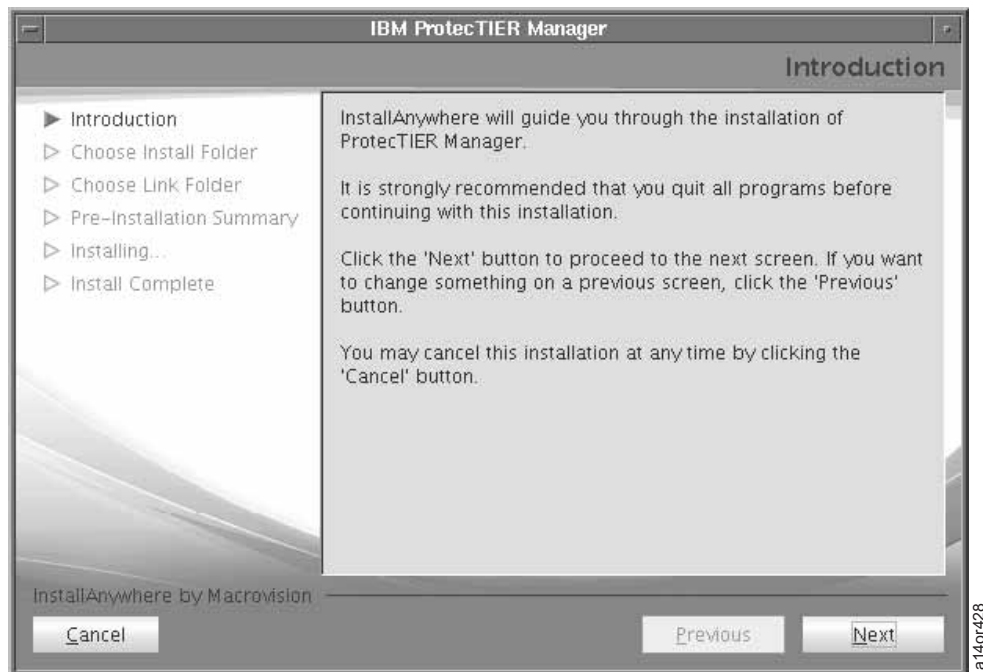 IBM ProtecTIER Manager
Introduction
Introduction
Choose Install Folder
Choose Link Folder
Pre-Installation Summary
Installing...
Install Complete
InstallAnywhere will guide you through the installation of
ProtecTIER Manager.
It is strongly recommended that you quit all programs before
continuing with this installation.
Click the 'Next' button to proceed to the next screen. If you want
to change something on a previous screen, click the 'Previous'
button.
You may cancel this installation at any time by clicking the
'Cancel' button.
InstallAnywhere by Macrovision
Cancel
Previous
Next
a14or428